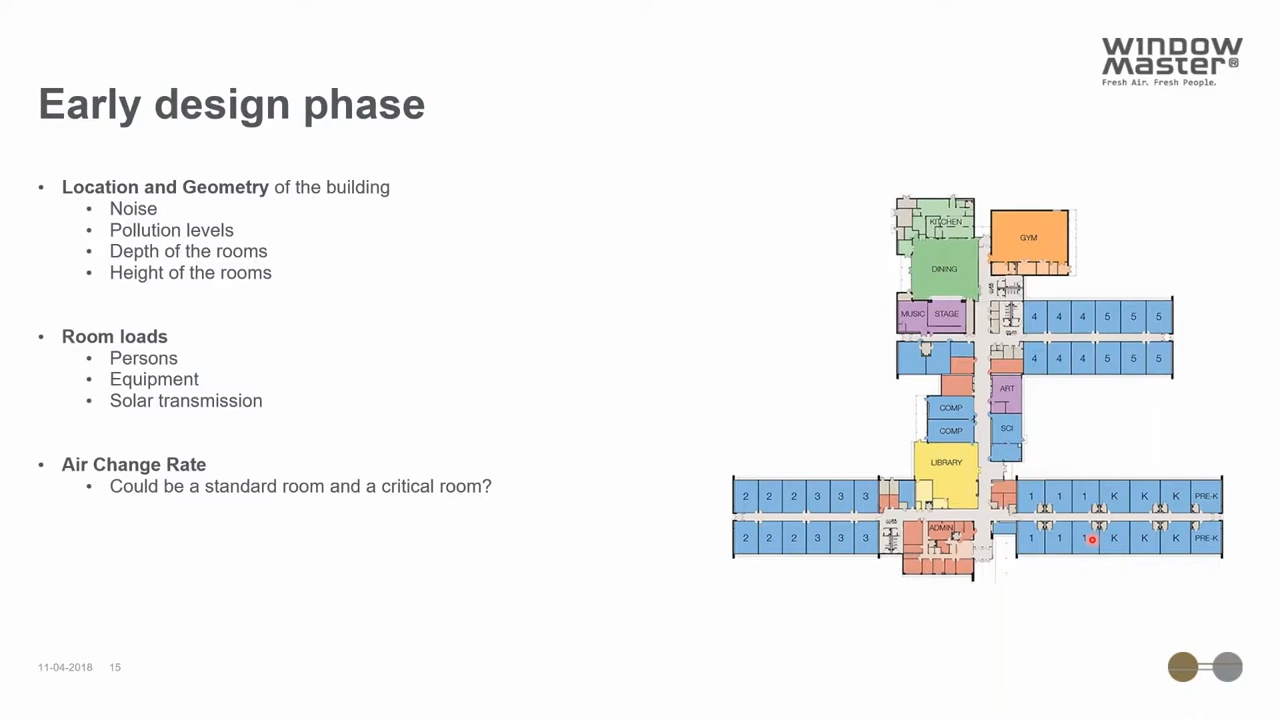 WINDOW
Master®
Fresh Air. Fresh People.
Early design phase
• Location and Geometry of the building
• Noise
• Pollution levels
• Depth of the rooms
• Height of the rooms
• Room loads
• Persons
• Equipment
• Solar transmission
• Air Change Rate
• Could be a standard room and a critical room?
KITCHEN
GYM
DINING
MUSIC STAGE
4 4 4 5 5 5
4 4 4 5 5 5
ART
COMP
SCI
COMP
LIBRARY
2 2 2 3 3 3
1 1 1 K K K PRE-K
ADMIN
2 2 2 3 3 3
1 1 1 K K K PRE-K
11-04-2018 15